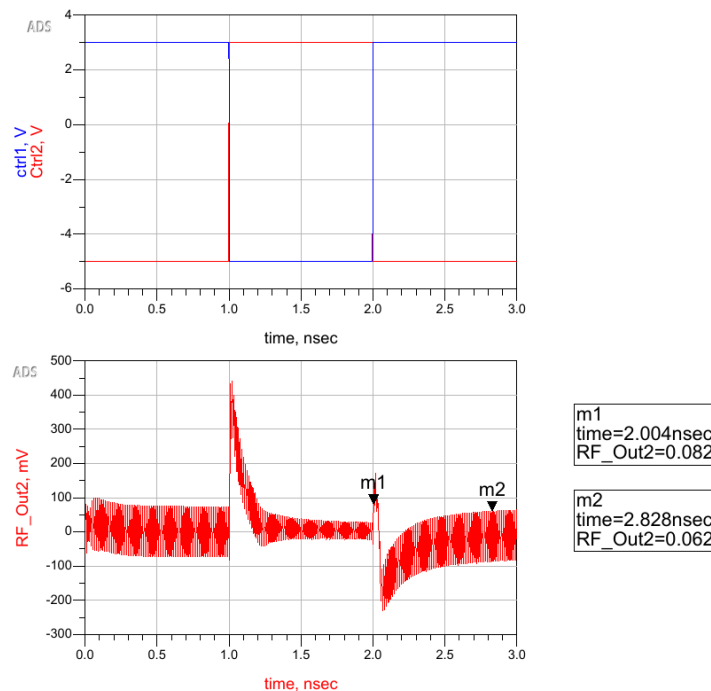 ADS
4
2
0
-2
-4
-6
ctrl1, V
Ctrl2, V
0.0 0.5 1.0 1.5 2.0 2.5 3.0
time, nsec
ADS
500
400
300
200
100
0
-100
-200
-300
RF_Out2, mV
m1
m2
0.0 0.5 1.0 1.5 2.0 2.5 3.0
time, nsec
m1
time=2.004nsec
RF_Out2=0.082
m2
time=2.828nsec
RF_Out2=0.062